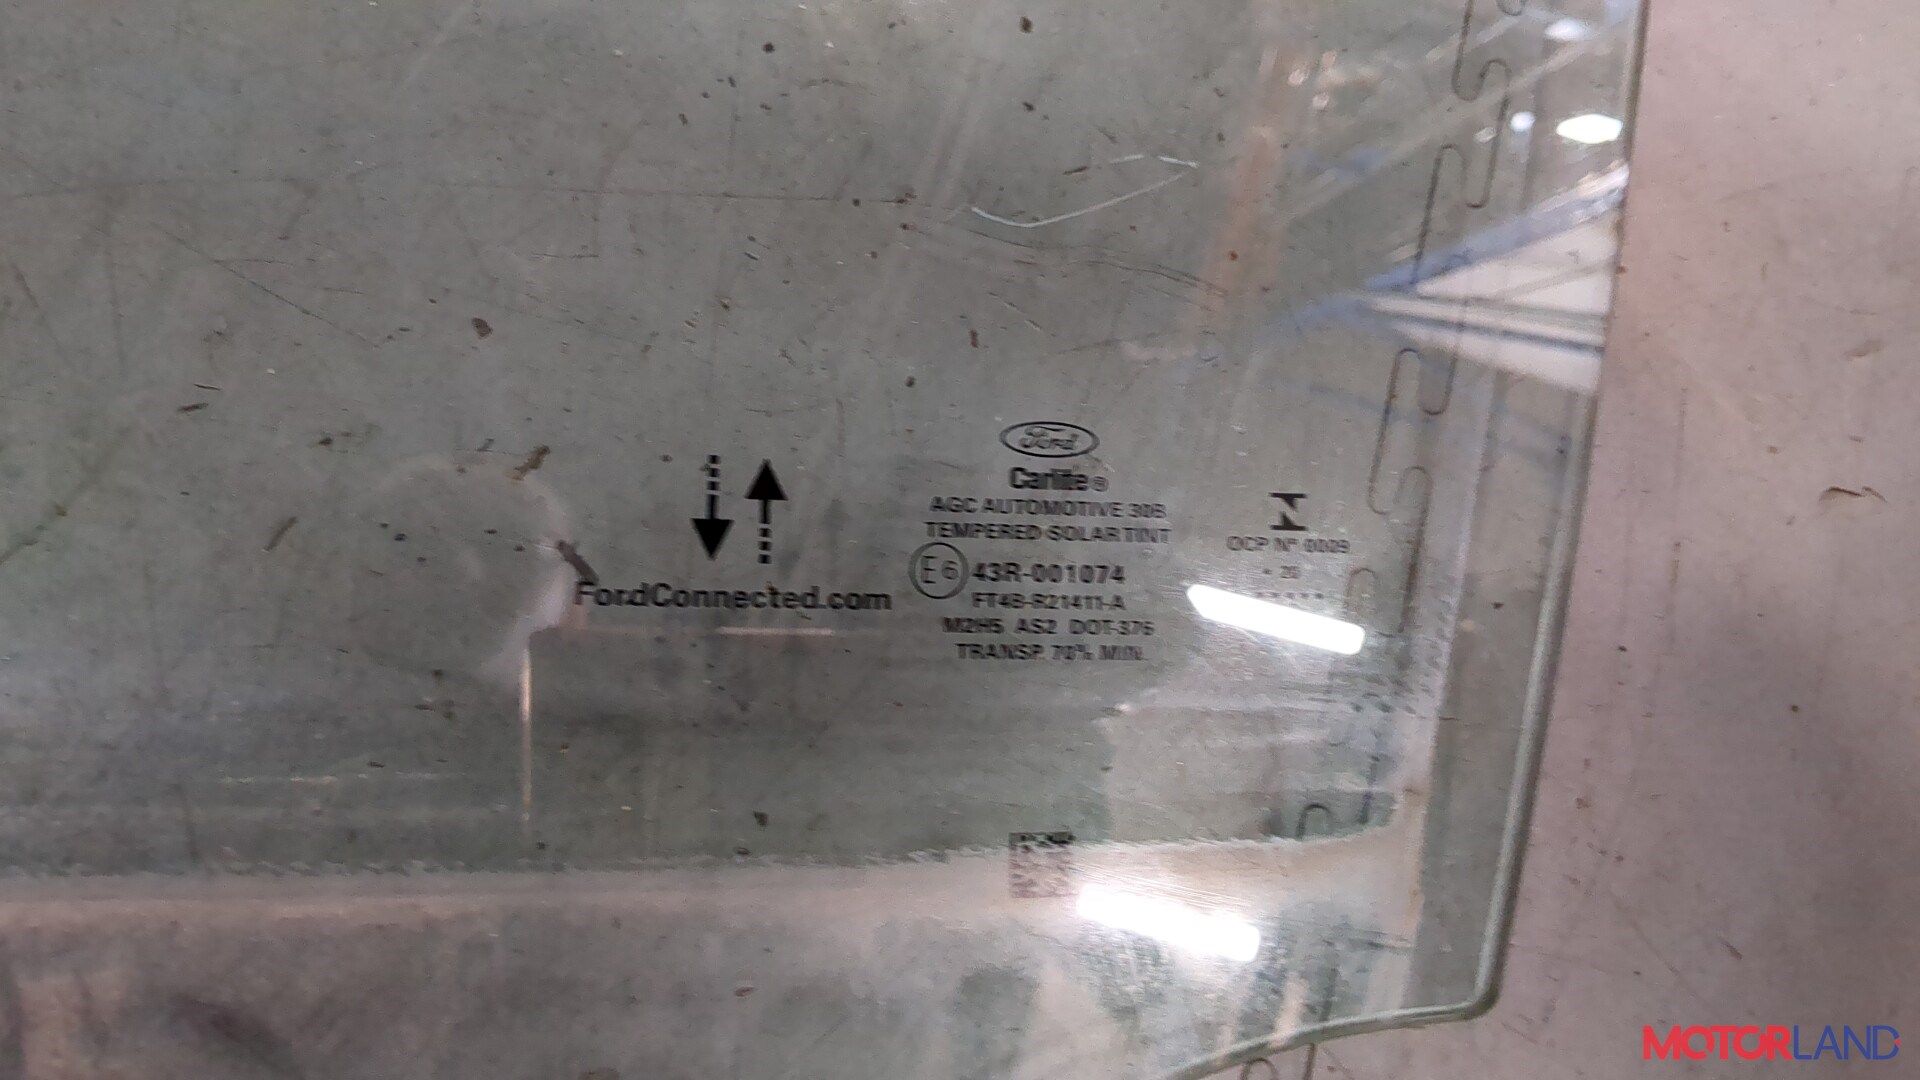 Ford
Carlite®
AGC AUTOMOTIVE 30B
TEMPERED SOLAR TINT
E6 43R-001074
FT4B-R21411-A
M2H5 AS2 DOT-376
TRANSP. 70% MIN.
FordConnected.com
N
OCP Nº 0009
20
MOTORLAND